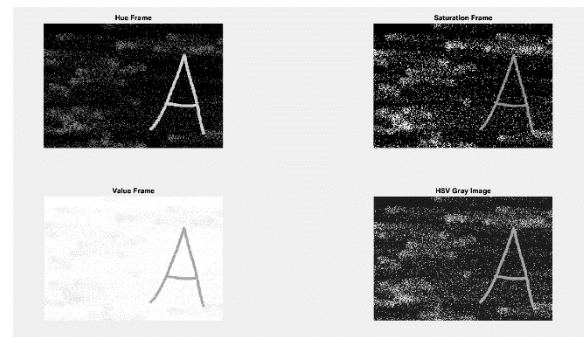 Hue Frame
Saturation Frame
A
A
Value Frame
HSV Gray Image
A
A